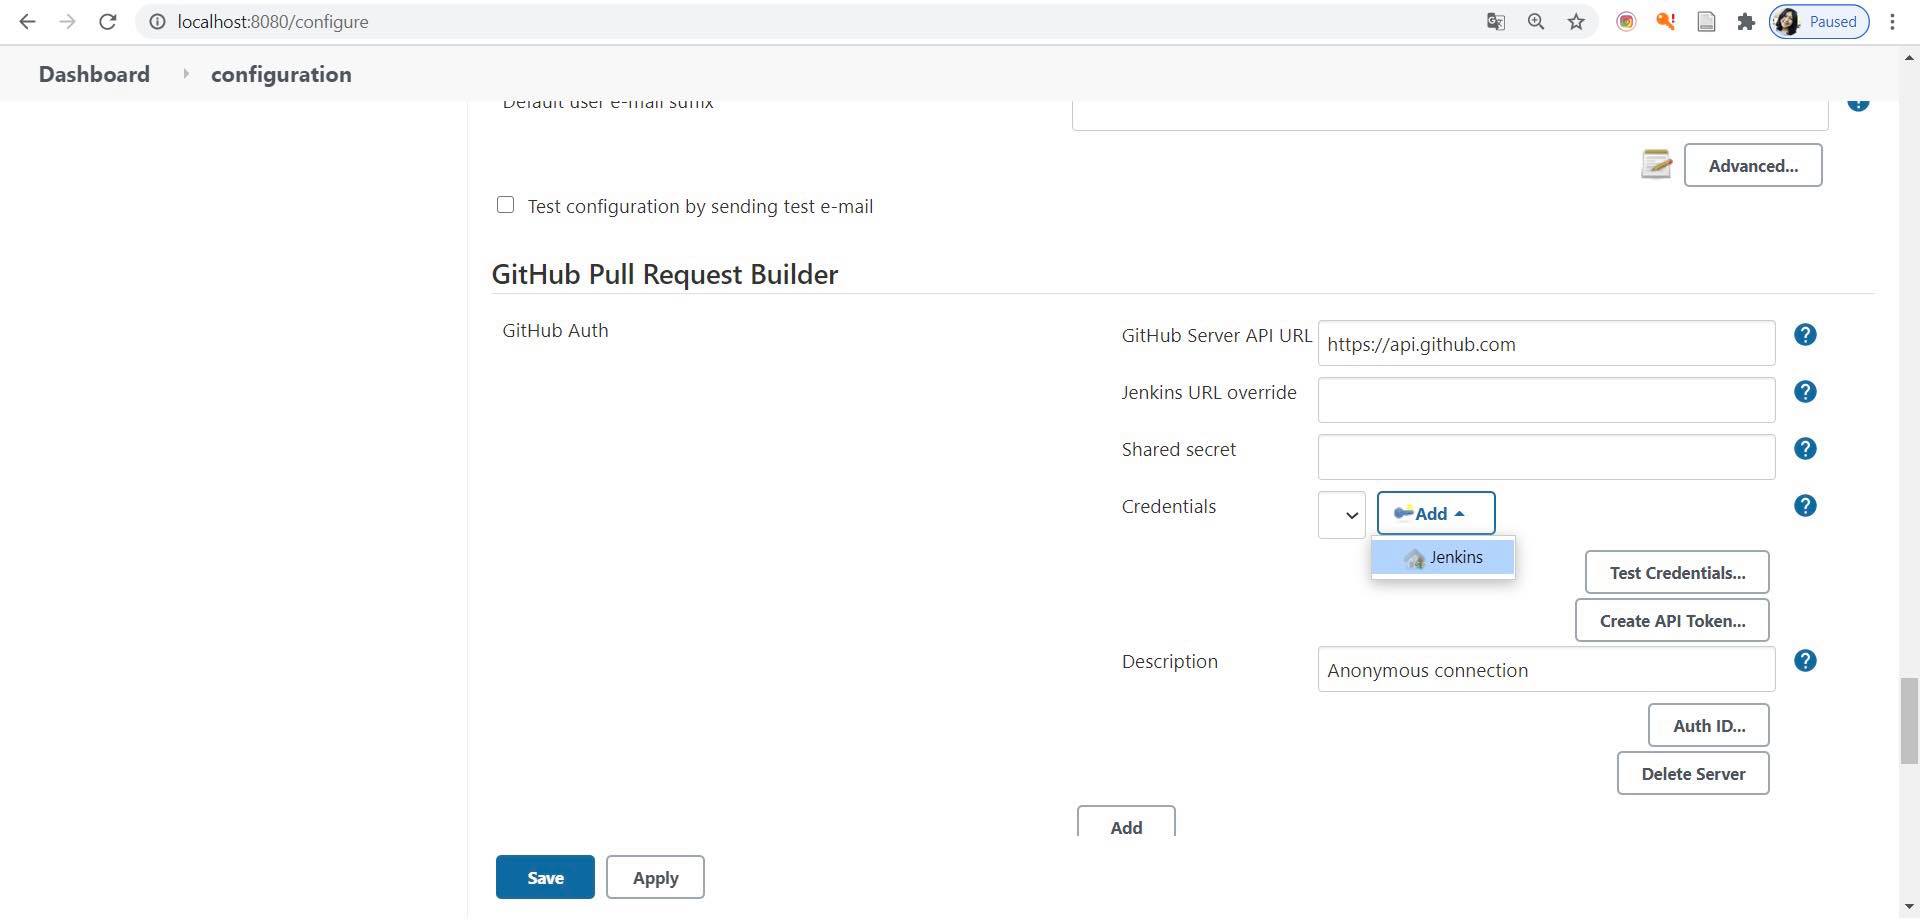 localhost:8080/configure
Paused
Dashboard
configuration
Default user e-mail suffix
Advanced...
Test configuration by sending test e-mail
GitHub Pull Request Builder
GitHub Auth
GitHub Server API URL
https://api.github.com
?
Jenkins URL override
?
Shared secret
?
Credentials
Add
?
Jenkins
Test Credentials...
Create API Token...
Description
Anonymous connection
?
Auth ID...
Delete Server
Add
Save
Apply